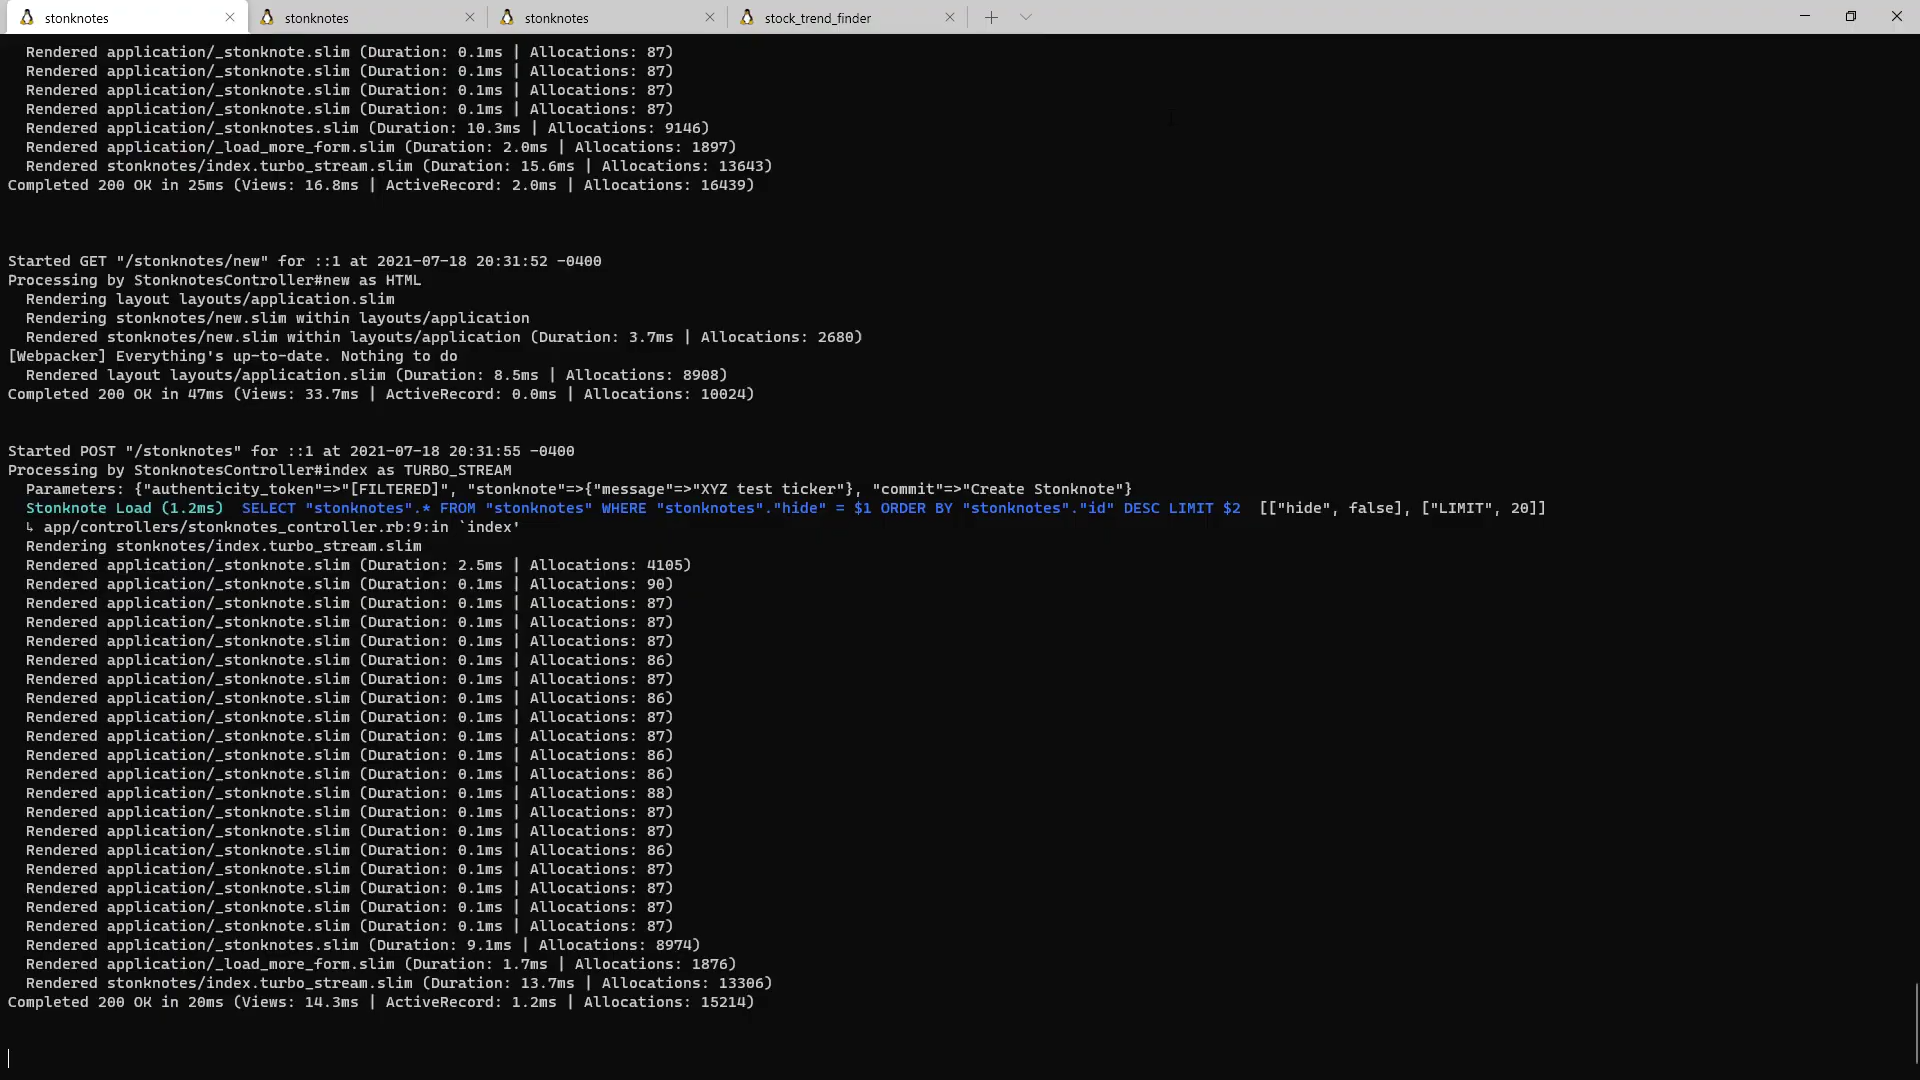 stonknotes
stonknotes
stonknotes
stock_trend_finder
Rendered application/_stonknote.slim (Duration: 0.1ms | Allocations: 87)
Rendered application/_stonknote.slim (Duration: 0.1ms | Allocations: 87)
Rendered application/_stonknote.slim (Duration: 0.1ms | Allocations: 87)
Rendered application/_stonknote.slim (Duration: 0.1ms | Allocations: 87)
Rendered application/_stonknotes.slim (Duration: 10.3ms | Allocations: 9146)
Rendered application/_load_more_form.slim (Duration: 2.0ms | Allocations: 1897)
Rendered stonknotes/index.turbo_stream.slim (Duration: 15.6ms | Allocations: 13643)
Completed 200 OK in 25ms (Views: 16.8ms | ActiveRecord: 2.0ms | Allocations: 16439)
Started GET "/stonknotes/new" for ::1 at 2021-07-18 20:31:52 -0400
Processing by StonknotesController#new as HTML
Rendering layout layouts/application.slim
Rendering stonknotes/new.slim within layouts/application
Rendered stonknotes/new.slim within layouts/application (Duration: 3.7ms | Allocations: 2680)
[Webpacker] Everything's up-to-date. Nothing to do
Rendered layout layouts/application.slim (Duration: 8.5ms | Allocations: 8908)
Completed 200 OK in 47ms (Views: 33.7ms | ActiveRecord: 0.0ms | Allocations: 10024)
Started POST "/stonknotes" for ::1 at 2021-07-18 20:31:55 -0400
Processing by StonknotesController#index as TURBO_STREAM
Parameters: {"authenticity_token"=>"[FILTERED]", "stonknote"=>{"message"=>"XYZ test ticker"}, "commit"=>"Create Stonknote"}
Stonknote Load (1.2ms)  SELECT "stonknotes".* FROM "stonknotes" WHERE "stonknotes"."hide" = $1 ORDER BY "stonknotes"."id" DESC LIMIT $2  [["hide", false], ["LIMIT", 20]]
↳ app/controllers/stonknotes_controller.rb:9:in `index'
Rendering stonknotes/index.turbo_stream.slim
Rendered application/_stonknote.slim (Duration: 2.5ms | Allocations: 4105)
Rendered application/_stonknote.slim (Duration: 0.1ms | Allocations: 90)
Rendered application/_stonknote.slim (Duration: 0.1ms | Allocations: 87)
Rendered application/_stonknote.slim (Duration: 0.1ms | Allocations: 87)
Rendered application/_stonknote.slim (Duration: 0.1ms | Allocations: 87)
Rendered application/_stonknote.slim (Duration: 0.1ms | Allocations: 86)
Rendered application/_stonknote.slim (Duration: 0.1ms | Allocations: 87)
Rendered application/_stonknote.slim (Duration: 0.1ms | Allocations: 86)
Rendered application/_stonknote.slim (Duration: 0.1ms | Allocations: 87)
Rendered application/_stonknote.slim (Duration: 0.1ms | Allocations: 87)
Rendered application/_stonknote.slim (Duration: 0.1ms | Allocations: 86)
Rendered application/_stonknote.slim (Duration: 0.1ms | Allocations: 86)
Rendered application/_stonknote.slim (Duration: 0.1ms | Allocations: 88)
Rendered application/_stonknote.slim (Duration: 0.1ms | Allocations: 87)
Rendered application/_stonknote.slim (Duration: 0.1ms | Allocations: 87)
Rendered application/_stonknote.slim (Duration: 0.1ms | Allocations: 86)
Rendered application/_stonknote.slim (Duration: 0.1ms | Allocations: 87)
Rendered application/_stonknote.slim (Duration: 0.1ms | Allocations: 87)
Rendered application/_stonknote.slim (Duration: 0.1ms | Allocations: 87)
Rendered application/_stonknote.slim (Duration: 0.1ms | Allocations: 87)
Rendered application/_stonknotes.slim (Duration: 9.1ms | Allocations: 8974)
Rendered application/_load_more_form.slim (Duration: 1.7ms | Allocations: 1876)
Rendered stonknotes/index.turbo_stream.slim (Duration: 13.7ms | Allocations: 13306)
Completed 200 OK in 20ms (Views: 14.3ms | ActiveRecord: 1.2ms | Allocations: 15214)